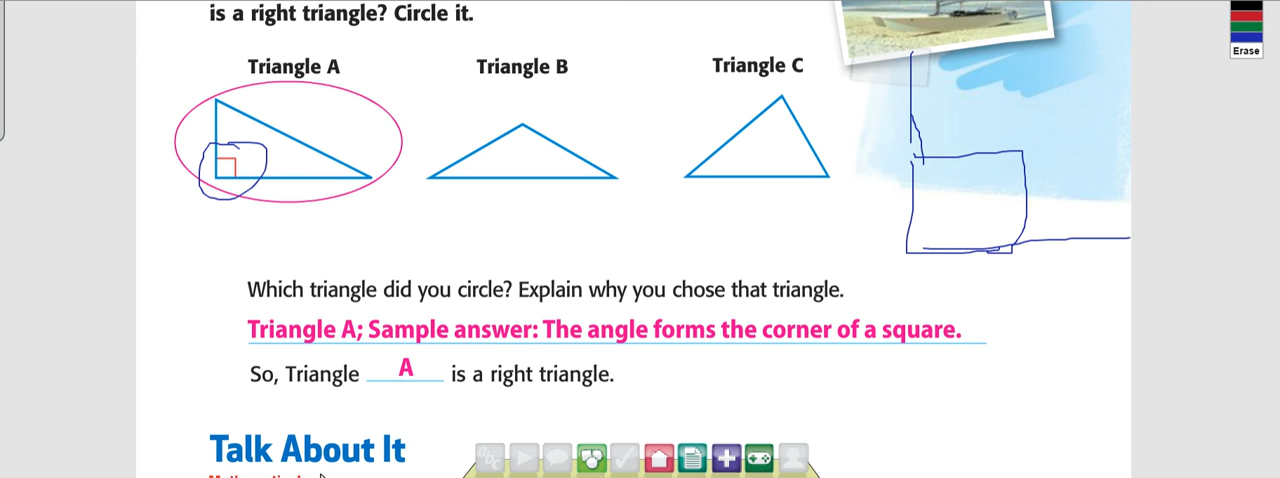 is a right triangle? Circle it.
Erase
Triangle A
Triangle B
Triangle C
Which triangle did you circle? Explain why you chose that triangle.
Triangle A; Sample answer: The angle forms the corner of a square.
So, Triangle A is a right triangle.
Talk About It
abc